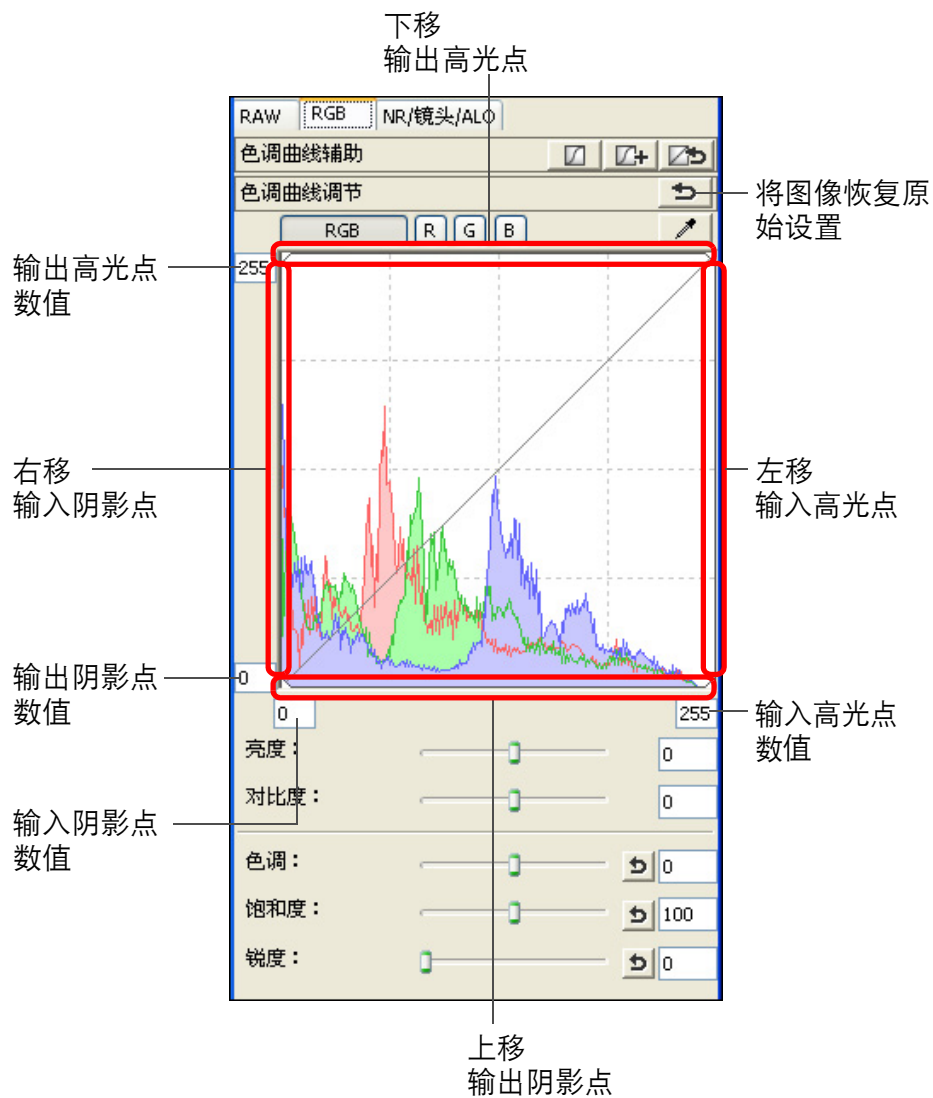 下移
输出高光点
RAW RGB NR/镜头/ALO
色调曲线辅助
色调曲线调节
将图像恢复原
始设置
RGB R G B
输出高光点
数值
255
右移
输入阴影点
左移
输入高光点
输出阴影点
数值
0
0 255
输入高光点
数值
亮度： 0
对比度： 0
输入阴影点
数值
色调： 0
饱和度： 100
锐度： 0
上移
输出阴影点